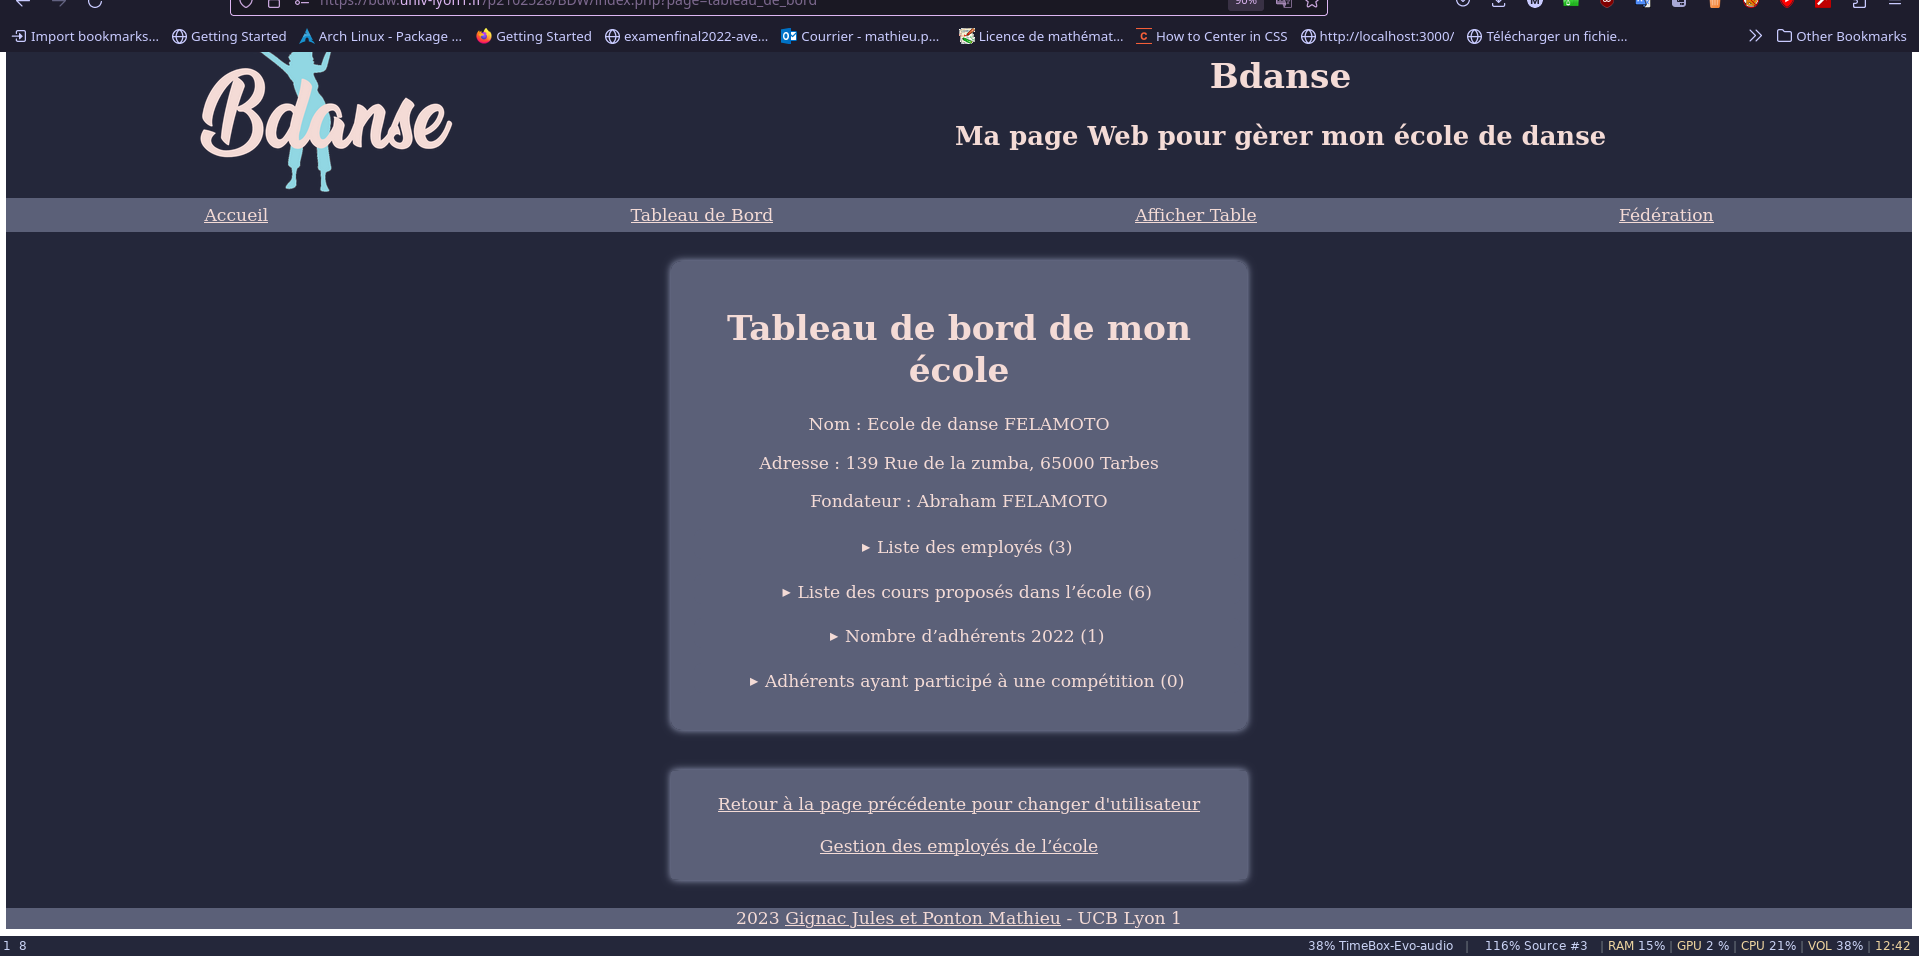 https://bdw.univ-lyon1.fr/p2102328/BDW/index.php?page=tableau_de_bord
90%
Import bookmarks... Getting Started Arch Linux - Package ... Getting Started examenfinal2022-ave... Courrier - mathieu.p... Licence de mathémat... How to Center in CSS http://localhost:3000/ Télécharger un fichie... Other Bookmarks
Bdanse
Bdanse
Ma page Web pour gèrer mon école de danse
Accueil Tableau de Bord Afficher Table Fédération
Tableau de bord de mon
école
Nom : Ecole de danse FELAMOTO
Adresse : 139 Rue de la zumba, 65000 Tarbes
Fondateur : Abraham FELAMOTO
▸ Liste des employés (3)
▸ Liste des cours proposés dans l’école (6)
▸ Nombre d’adhérents 2022 (1)
▸ Adhérents ayant participé à une compétition (0)
Retour à la page précédente pour changer d'utilisateur
Gestion des employés de l’école
2023 Gignac Jules et Ponton Mathieu - UCB Lyon 1
1 8 38% TimeBox-Evo-audio | 116% Source #3 | RAM 15% | GPU 2 % | CPU 21% | VOL 38% | 12:42